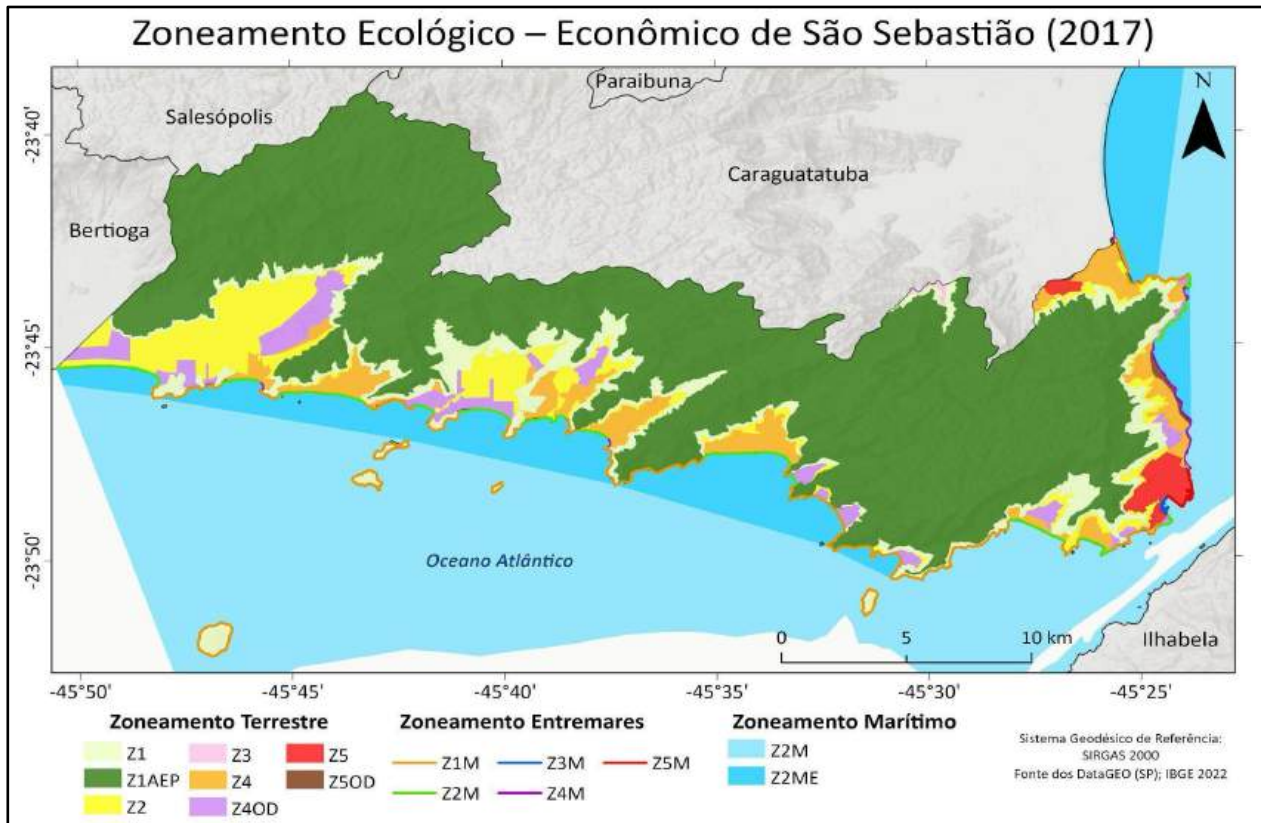 Zoneamento Ecológico – Econômico de São Sebastião (2017)
Paraibuna
N
Salesópolis
Caraguatatuba
Bertioga
-23°40'
-23°45'
-23°50'
Oceano Atlântico
0 5 10 km
Ilhabela
-45°50' -45°45' -45°40' -45°35' -45°30' -45°25'
Zoneamento Terrestre
Z1 Z3 Z5
Z1AEP Z4 Z5OD
Z2 Z4OD
Zoneamento Entremares
Z1M Z3M Z5M
Z2M Z4M
Zoneamento Marítimo
Z2M
Z2ME
Sistema Geodésico de Referência:
SIRGAS 2000
Fonte dos DataGEO (SP); IBGE 2022